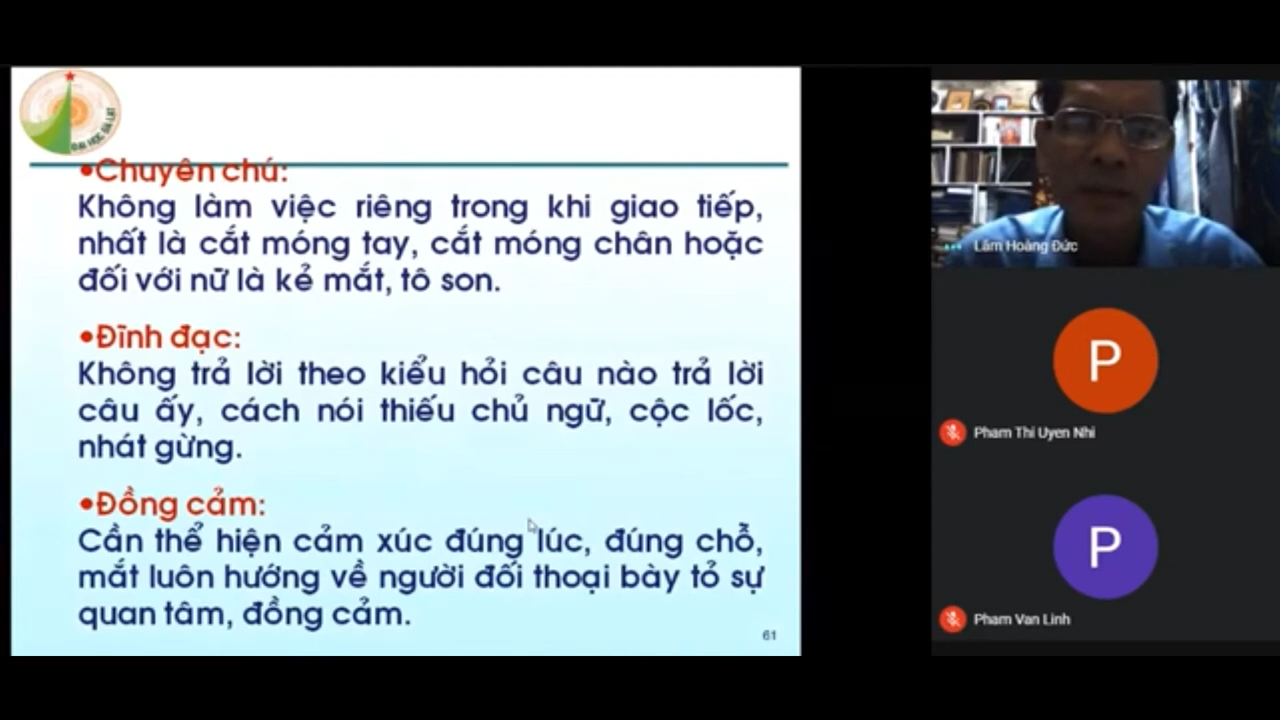 ĐẠI HỌC ĐÀ LẠT
•Chuyên chú:
Không làm việc riêng trong khi giao tiếp,
nhất là cắt móng tay, cắt móng chân hoặc
đối với nữ là kẻ mắt, tô son.
•Đĩnh đạc:
Không trả lời theo kiểu hỏi câu nào trả lời
câu ấy, cách nói thiếu chủ ngữ, cộc lốc,
nhát gừng.
•Đồng cảm:
Cần thể hiện cảm xúc đúng lúc, đúng chỗ,
mắt luôn hướng về người đối thoại bày tỏ sự
quan tâm, đồng cảm.
61
Lâm Hoàng Đức
P
Pham Thi Uyen Nhi
P
Pham Van Linh